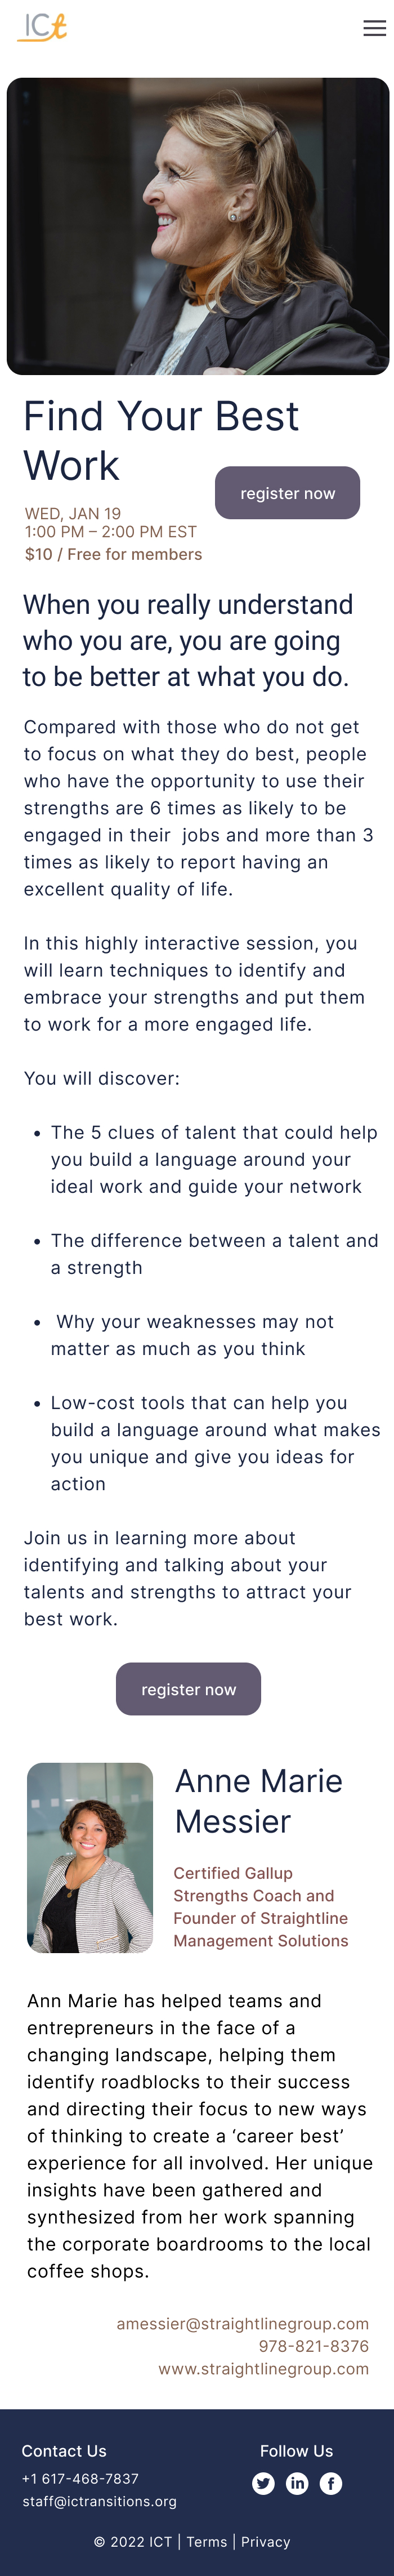 ICt
Find Your Best
Work
register now
WED, JAN 19
1:00 PM – 2:00 PM EST
$10 / Free for members
When you really understand
who you are, you are going
to be better at what you do.
Compared with those who do not get
to focus on what they do best, people
who have the opportunity to use their
strengths are 6 times as likely to be
engaged in their  jobs and more than 3
times as likely to report having an
excellent quality of life.
In this highly interactive session, you
will learn techniques to identify and
embrace your strengths and put them
to work for a more engaged life.
You will discover:
• The 5 clues of talent that could help
you build a language around your
ideal work and guide your network
• The difference between a talent and
a strength
•  Why your weaknesses may not
matter as much as you think
• Low-cost tools that can help you
build a language around what makes
you unique and give you ideas for
action
Join us in learning more about
identifying and talking about your
talents and strengths to attract your
best work.
register now
Anne Marie
Messier
Certified Gallup
Strengths Coach and
Founder of Straightline
Management Solutions
Ann Marie has helped teams and
entrepreneurs in the face of a
changing landscape, helping them
identify roadblocks to their success
and directing their focus to new ways
of thinking to create a ‘career best’
experience for all involved. Her unique
insights have been gathered and
synthesized from her work spanning
the corporate boardrooms to the local
coffee shops.
amessier@straightlinegroup.com
978-821-8376
www.straightlinegroup.com
Contact Us
+1 617-468-7837
staff@ictransitions.org
Follow Us
in f
© 2022 ICT | Terms | Privacy